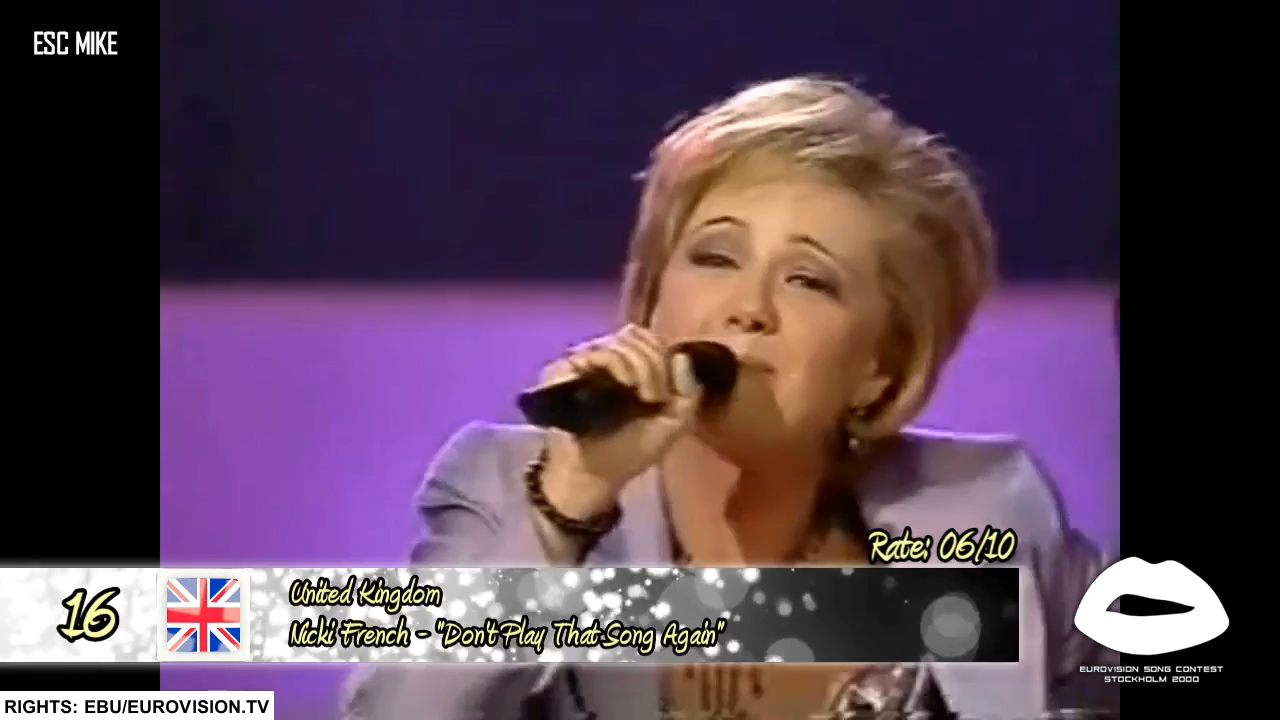 ESC MIKE
Rate: 06/10
16
United Kingdom
Nicki French - "Don't Play That Song Again"
EUROVISION SONG CONTEST
STOCKHOLM 2000
RIGHTS: EBU/EUROVISION.TV